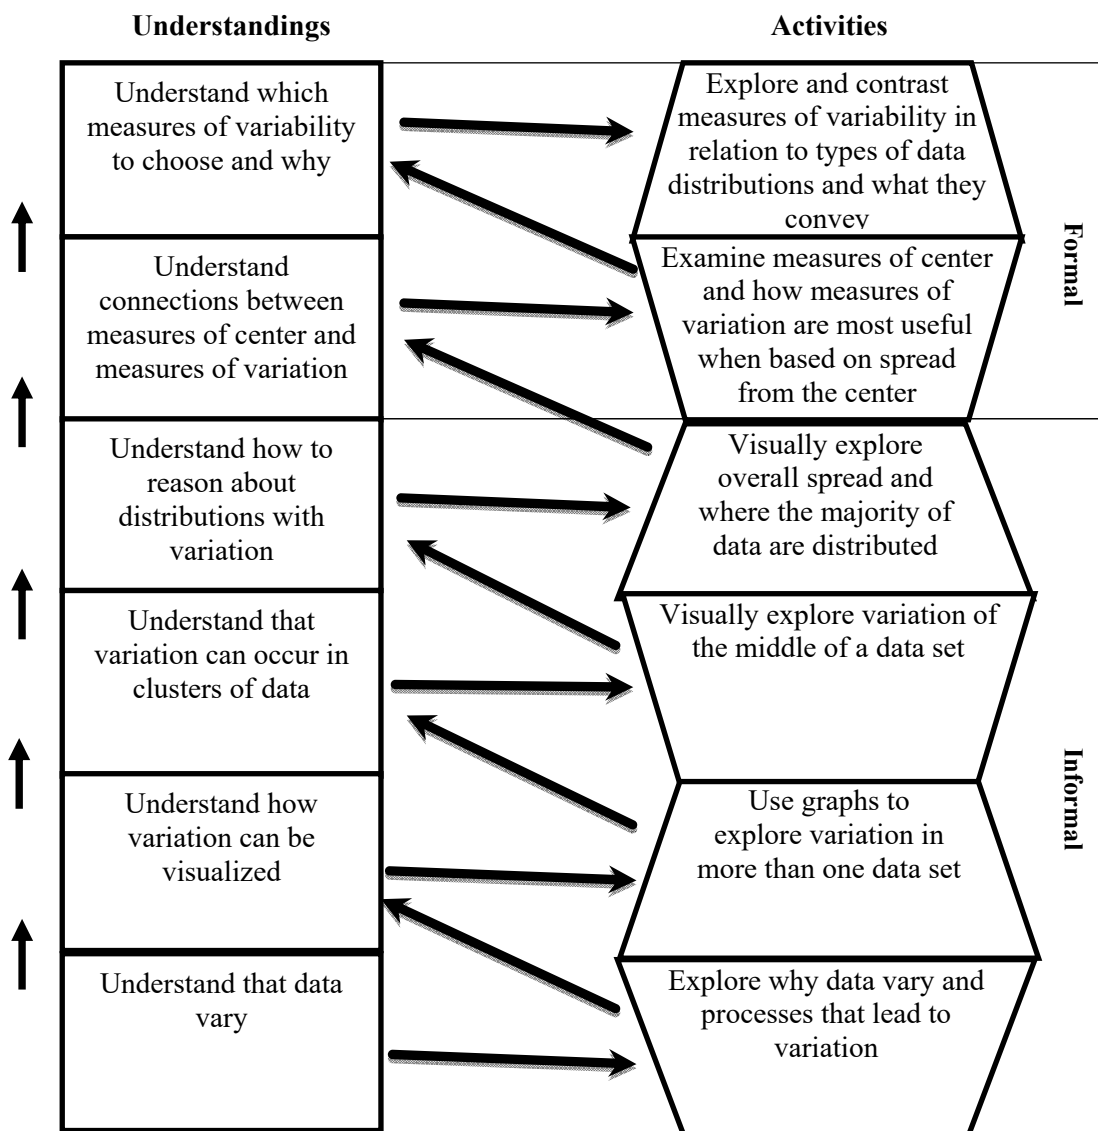 Understandings
Activities
Understand which
measures of variability
to choose and why
Explore and contrast
measures of variability in
relation to types of data
distributions and what they
convey
Formal
Understand
connections between
measures of center and
measures of variation
Examine measures of center
and how measures of
variation are most useful
when based on spread
from the center
Understand how to
reason about
distributions with
variation
Visually explore
overall spread and
where the majority of
data are distributed
Understand that
variation can occur in
clusters of data
Visually explore variation of
the middle of a data set
Informal
Understand how
variation can be
visualized
Use graphs to
explore variation in
more than one data set
Understand that data
vary
Explore why data vary and
processes that lead to
variation